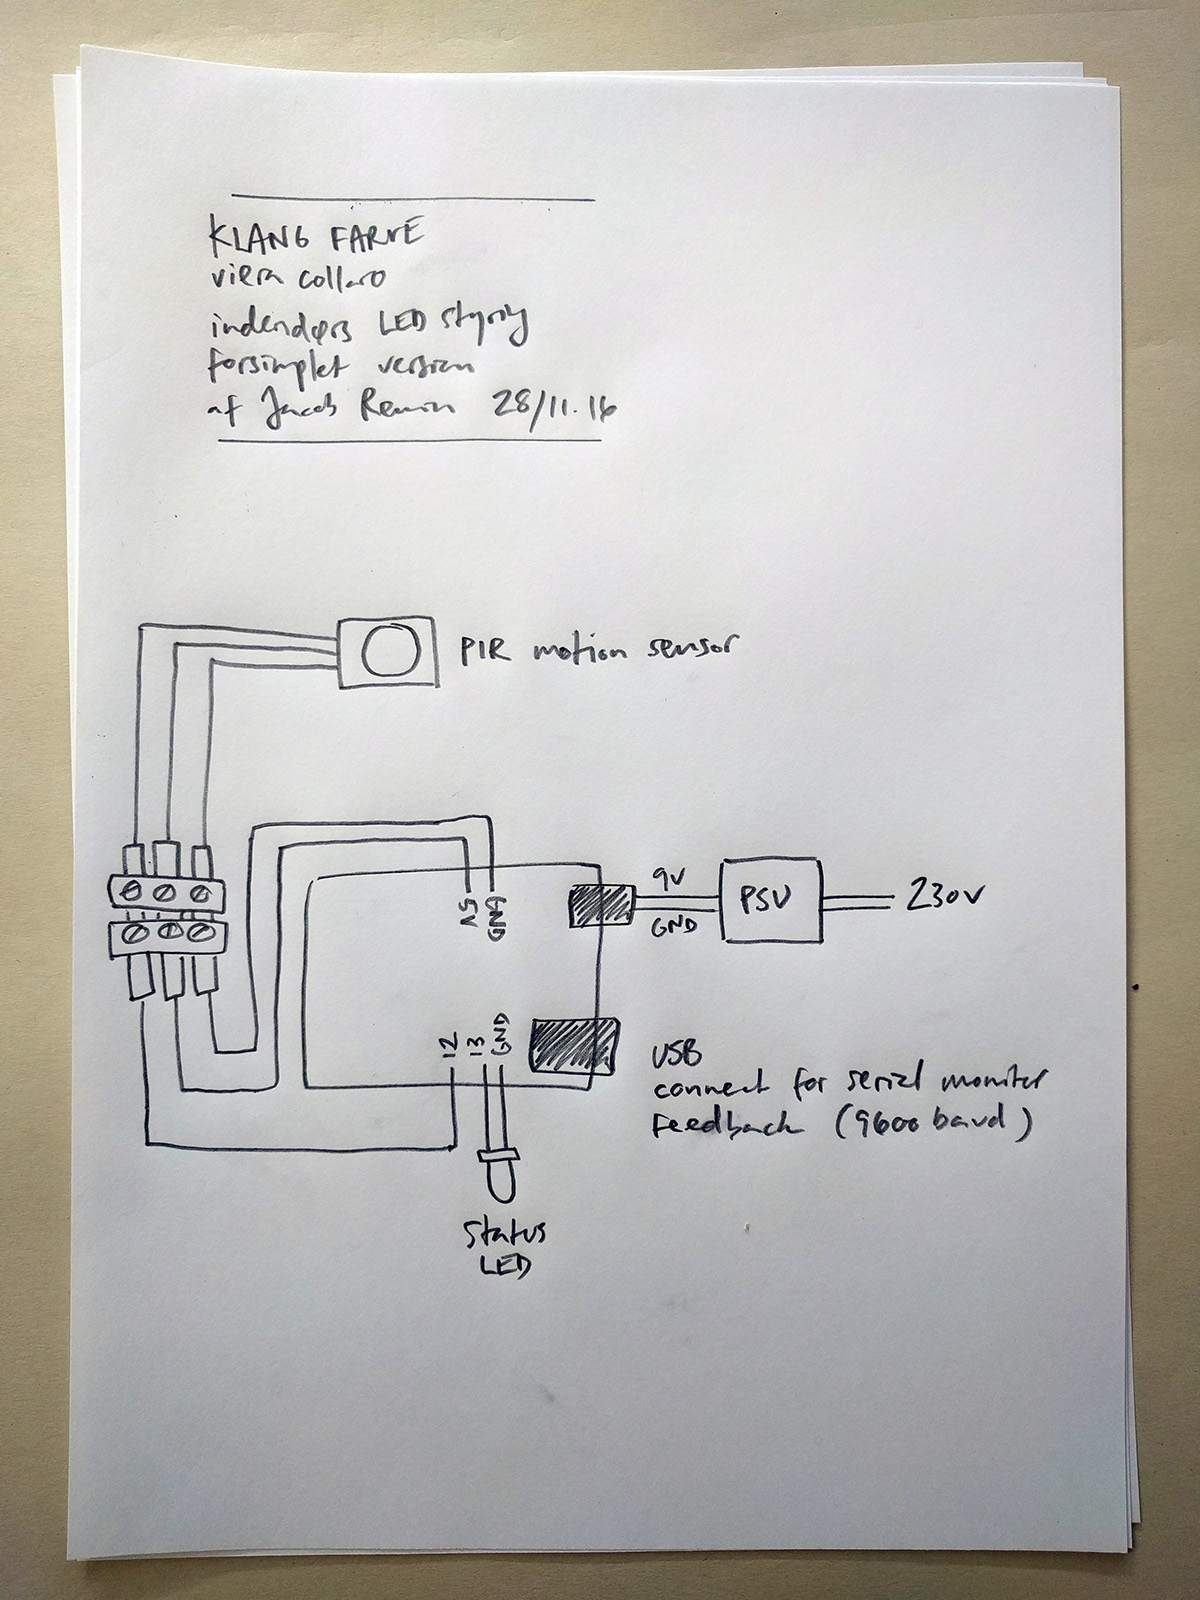 KLANG FARVE
viera collaro
indendørs LED styring
forsimplet version
af Jacob Remin 28/11.16
PIR motion sensor
5V
GND
9V
GND
PSU
230V
12
13
GND
USB
connect for serial monitor
feedback (9600 baud)
Status
LED